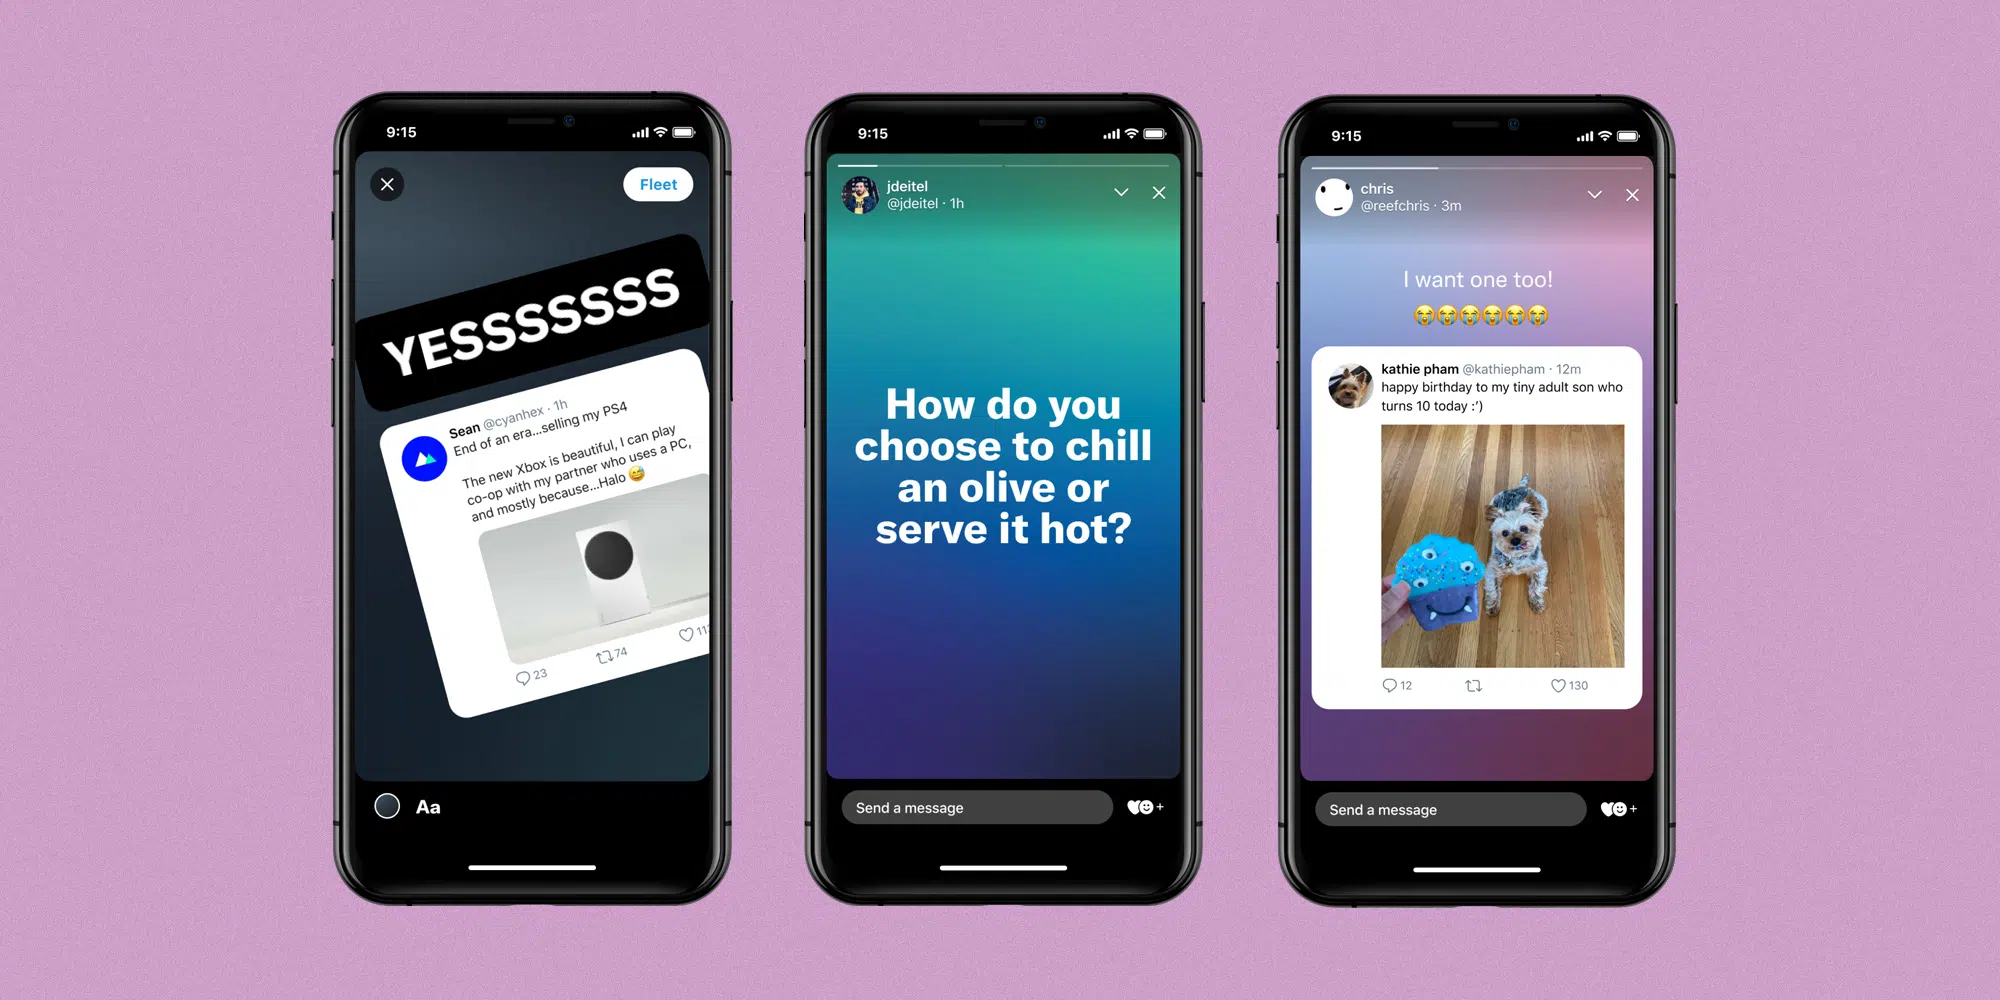 9:15
Fleet
YESSSSSSS
Sean @cyanhex · 1h
End of an era...selling my PS4
The new Xbox is beautiful, I can play
co-op with my partner who uses a PC,
and mostly because...Halo 😅
23
74
113
Aa
9:15
jdeitel
@jdeitel · 1h
How do you
choose to chill
an olive or
serve it hot?
Send a message
+
9:15
chris
@reefchris · 3m
I want one too!
😭😭😭😭😭😭
kathie pham @kathiepham · 12m
happy birthday to my tiny adult son who
turns 10 today :')
12
130
Send a message
+